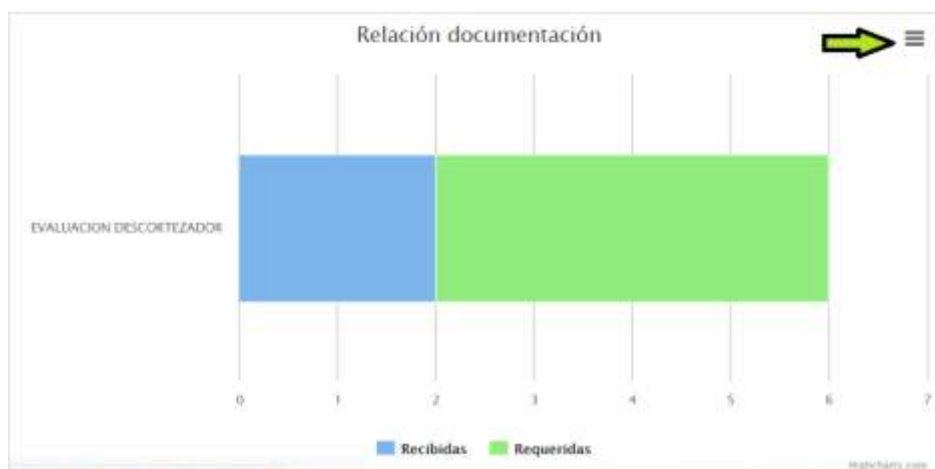 Relación documentación
EVALUACION DESCORTEZADOR
0 1 2 3 4 5 6 7
Recibidas Requeridas
Highcharts.com